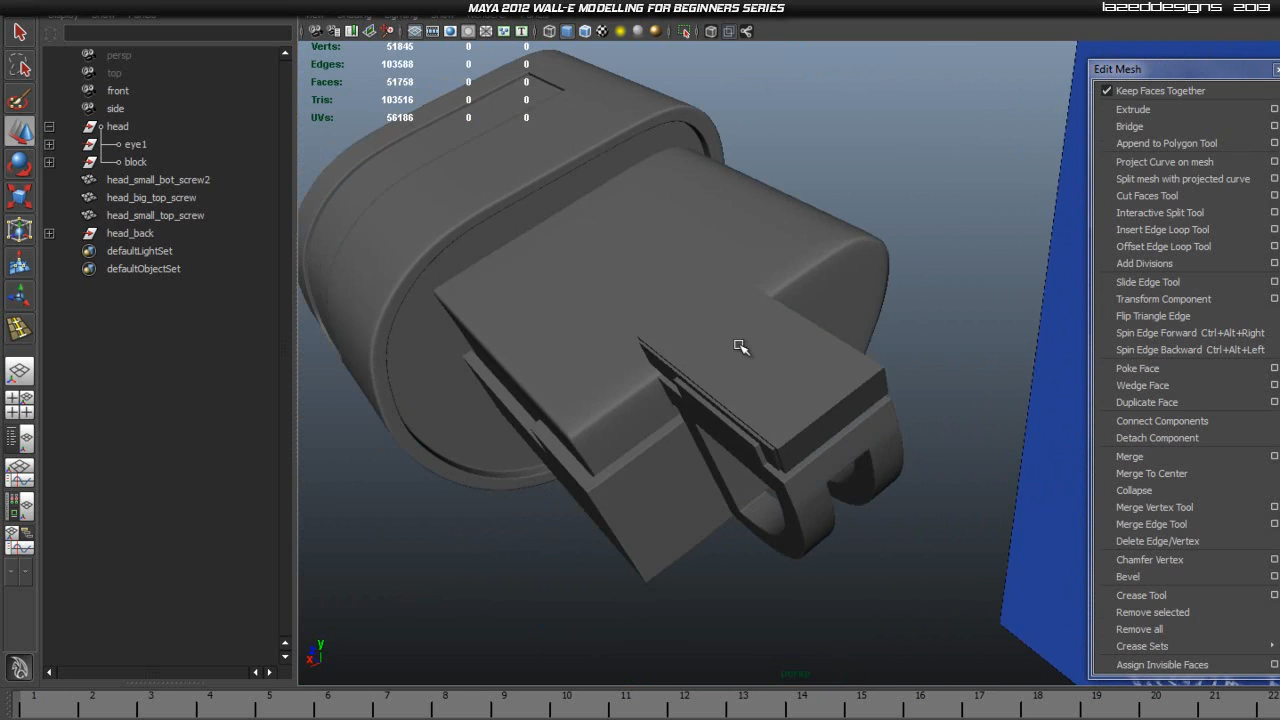 MAYA 2012 WALL-E MODELLING FOR BEGINNERS SERIES
LAZEDDESIGNS 2013
Verts: 51845 0 0
Edges: 103588 0 0
Faces: 51758 0 0
Tris: 103516 0 0
UVs: 56186 0 0
persp
top
front
side
head
eye1
block
head_small_bot_screw2
head_big_top_screw
head_small_top_screw
head_back
defaultLightSet
defaultObjectSet
Edit Mesh
Keep Faces Together
Extrude
Bridge
Append to Polygon Tool
Project Curve on mesh
Split mesh with projected curve
Cut Faces Tool
Interactive Split Tool
Insert Edge Loop Tool
Offset Edge Loop Tool
Add Divisions
Slide Edge Tool
Transform Component
Flip Triangle Edge
Spin Edge Forward Ctrl+Alt+Right
Spin Edge Backward Ctrl+Alt+Left
Poke Face
Wedge Face
Duplicate Face
Connect Components
Detach Component
Merge
Merge To Center
Collapse
Merge Vertex Tool
Merge Edge Tool
Delete Edge/Vertex
Chamfer Vertex
Bevel
Crease Tool
Remove selected
Remove all
Crease Sets
Assign Invisible Faces
y
x
persp
1 2 3 4 5 6 7 8 9 10 11 12 13 14 15 16 17 18 19 20 21 22